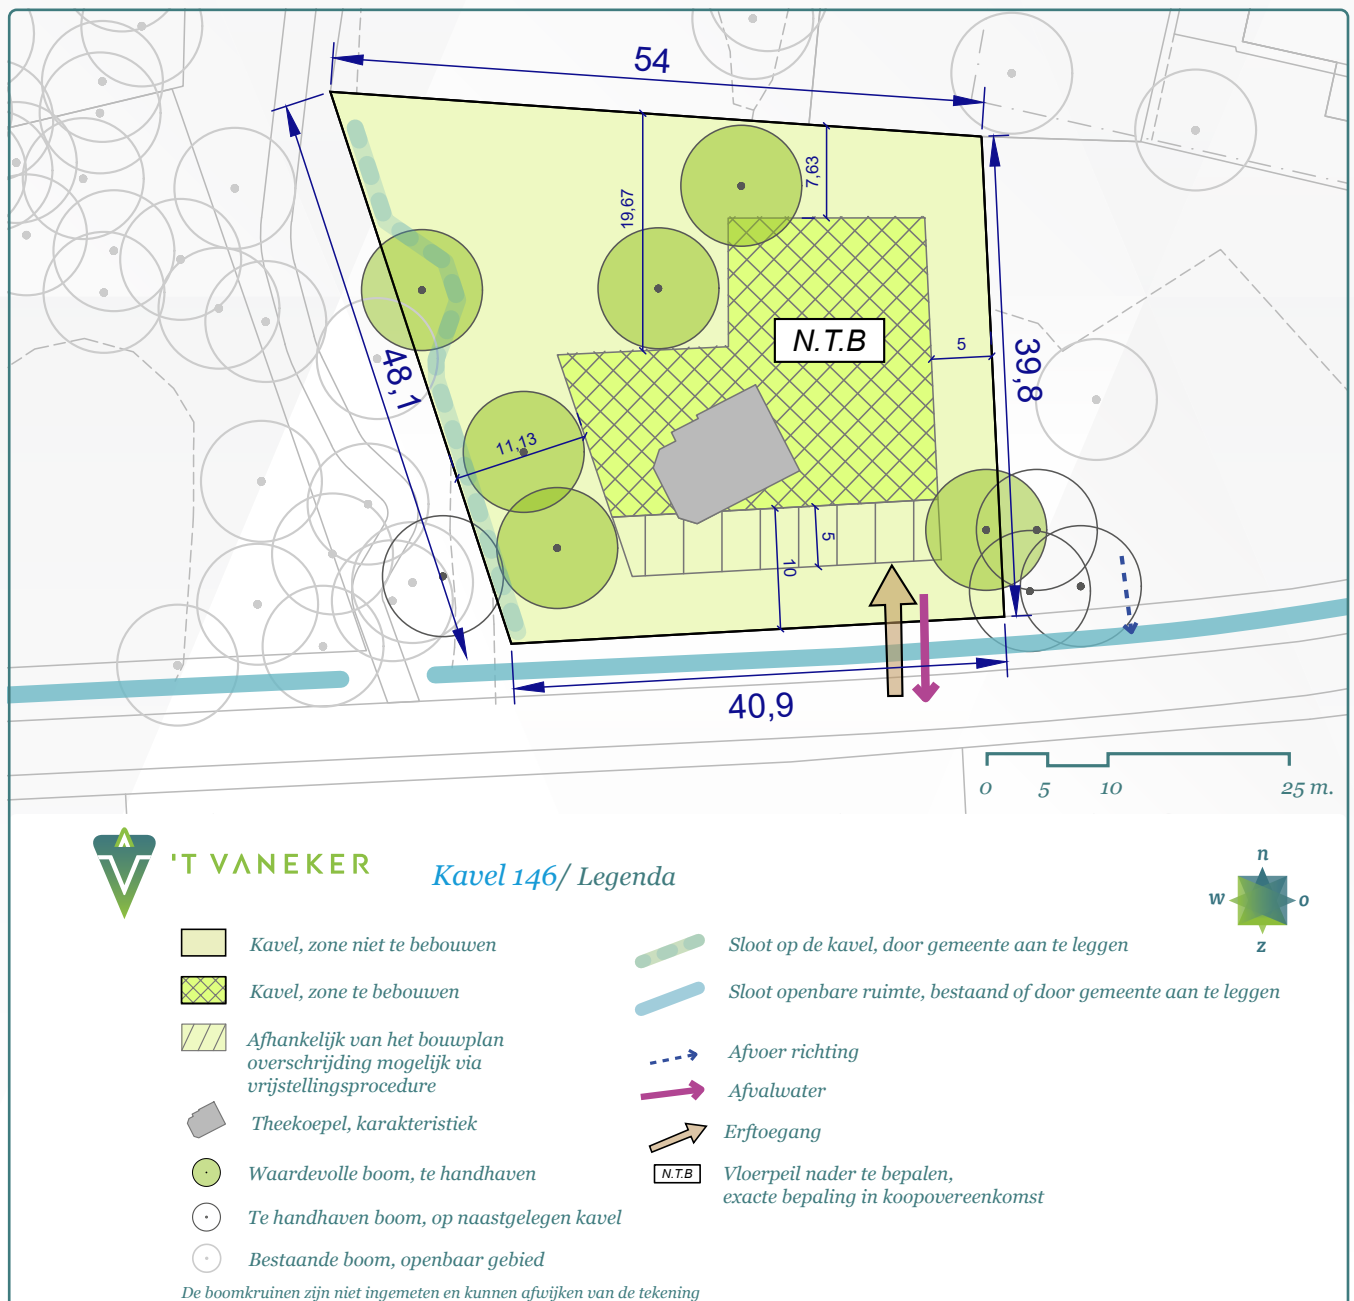 54
19,67
7,63
N.T.B
5
39,8
48,1
11,13
5
10
40,9
0 5 10 25 m.
'T VANEKER
Kavel 146/ Legenda
n
w o
z
Kavel, zone niet te bebouwen
Kavel, zone te bebouwen
Afhankelijk van het bouwplan
overschrijding mogelijk via
vrijstellingsprocedure
Theekoepel, karakteristiek
Waardevolle boom, te handhaven
Te handhaven boom, op naastgelegen kavel
Bestaande boom, openbaar gebied
De boomkruinen zijn niet ingemeten en kunnen afwijken van de tekening
Sloot op de kavel, door gemeente aan te leggen
Sloot openbare ruimte, bestaand of door gemeente aan te leggen
Afvoer richting
Afvalwater
Erftoegang
N.T.B Vloerpeil nader te bepalen,
exacte bepaling in koopovereenkomst